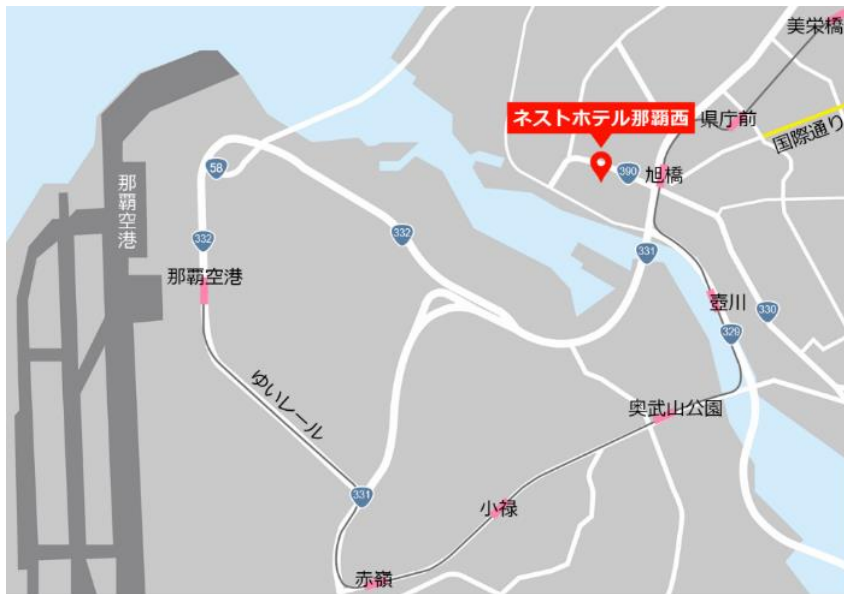 美栄橋
ネストホテル那覇西
県庁前
国際通り
58
390
旭橋
那覇空港
332
332
331
那覇空港
壺川
330
329
ゆいレール
奥武山公園
331
小禄
赤嶺